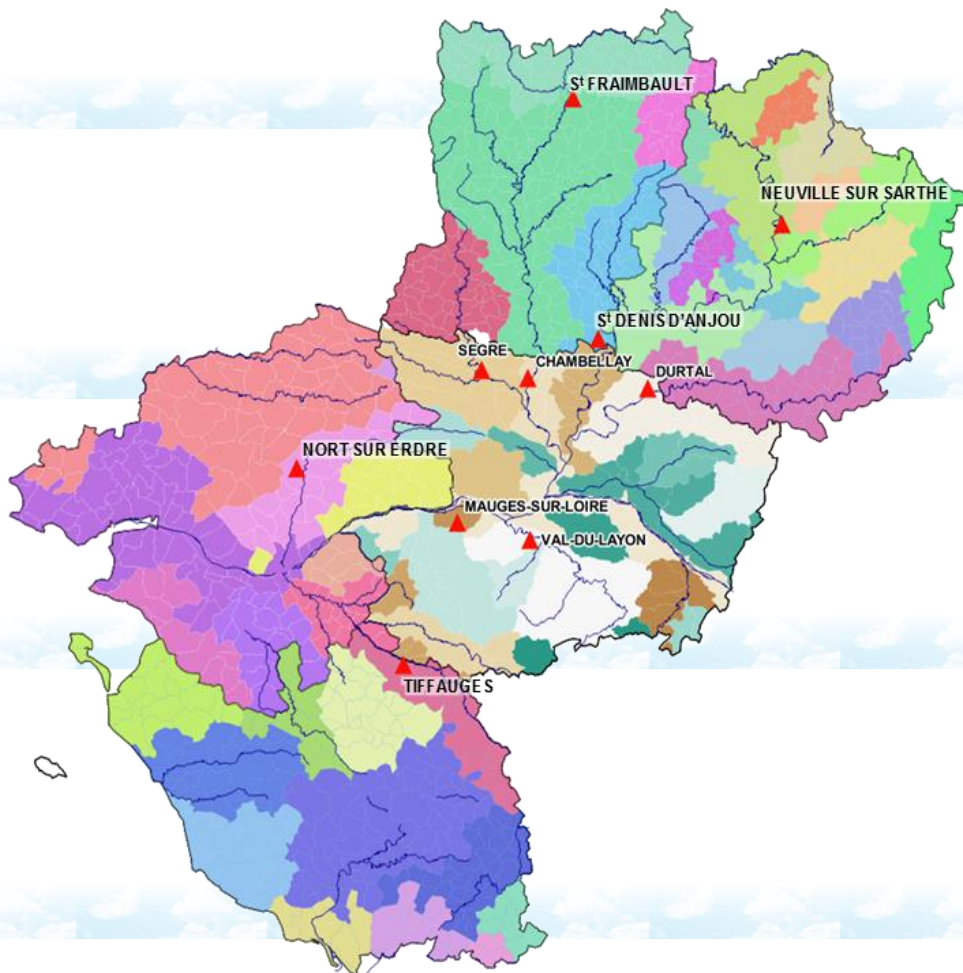 St FRAIMBAULT
NEUVILLE SUR SARTHE
St DENIS D'ANJOU
SEGRE
CHAMBELLAY
DURTAL
NORT SUR ERDRE
MAUGES-SUR-LOIRE
VAL-DU-LAYON
TIFFAUGES